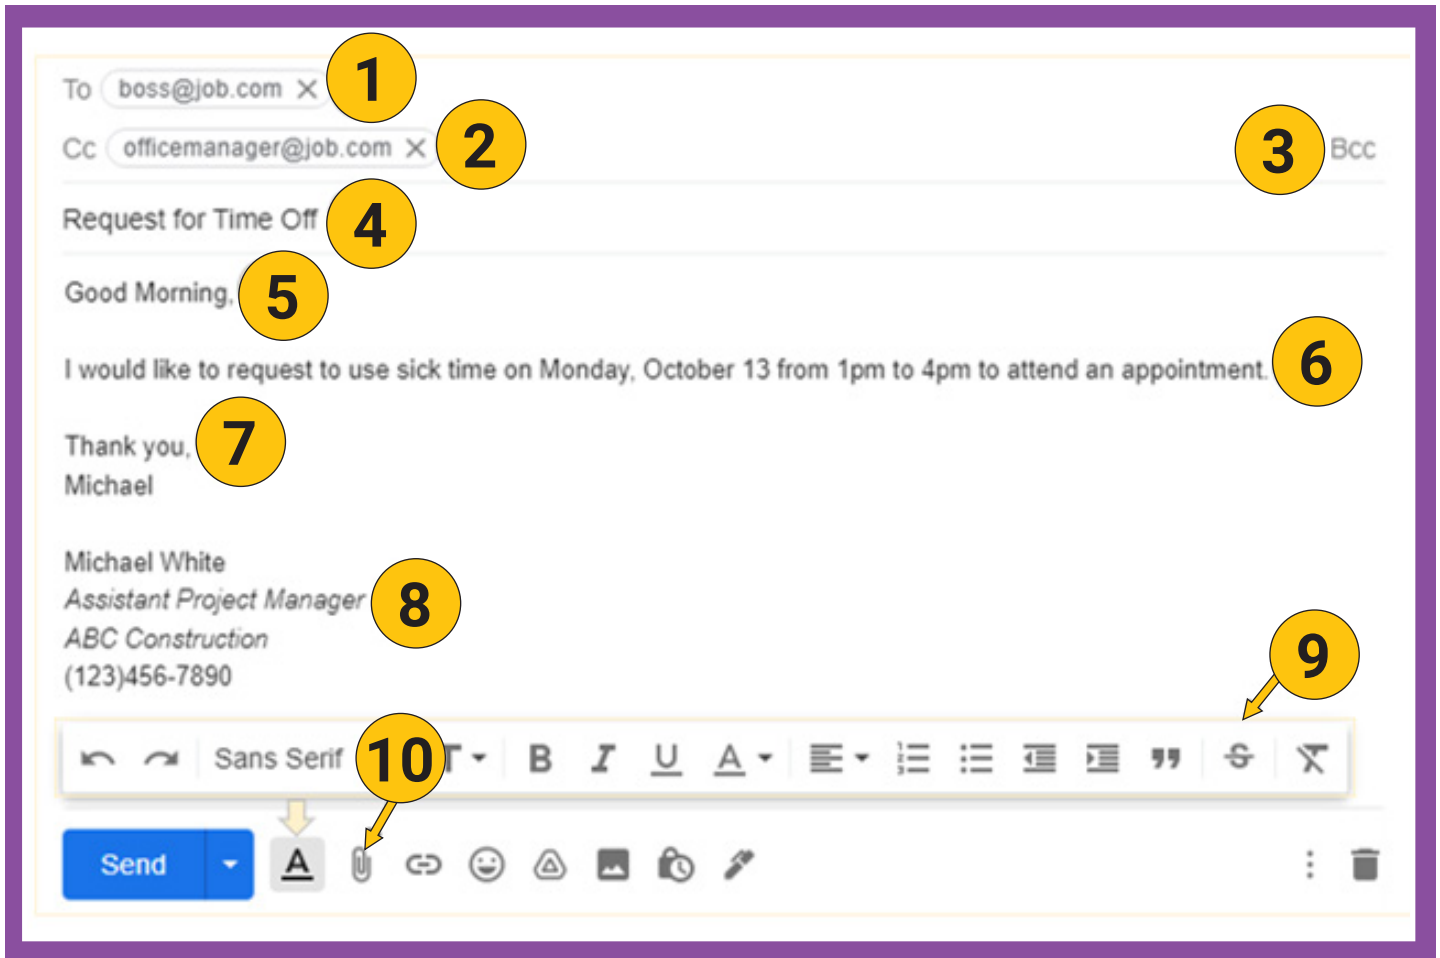 To boss@job.com 1
Cc officemanager@job.com 2 3 Bcc
Request for Time Off 4
Good Morning, 5
I would like to request to use sick time on Monday, October 13 from 1pm to 4pm to attend an appointment. 6
Thank you, 7
Michael
Michael White
Assistant Project Manager 8
ABC Construction
(123)456-7890
9
Sans Serif 10 T B I U A
Send A